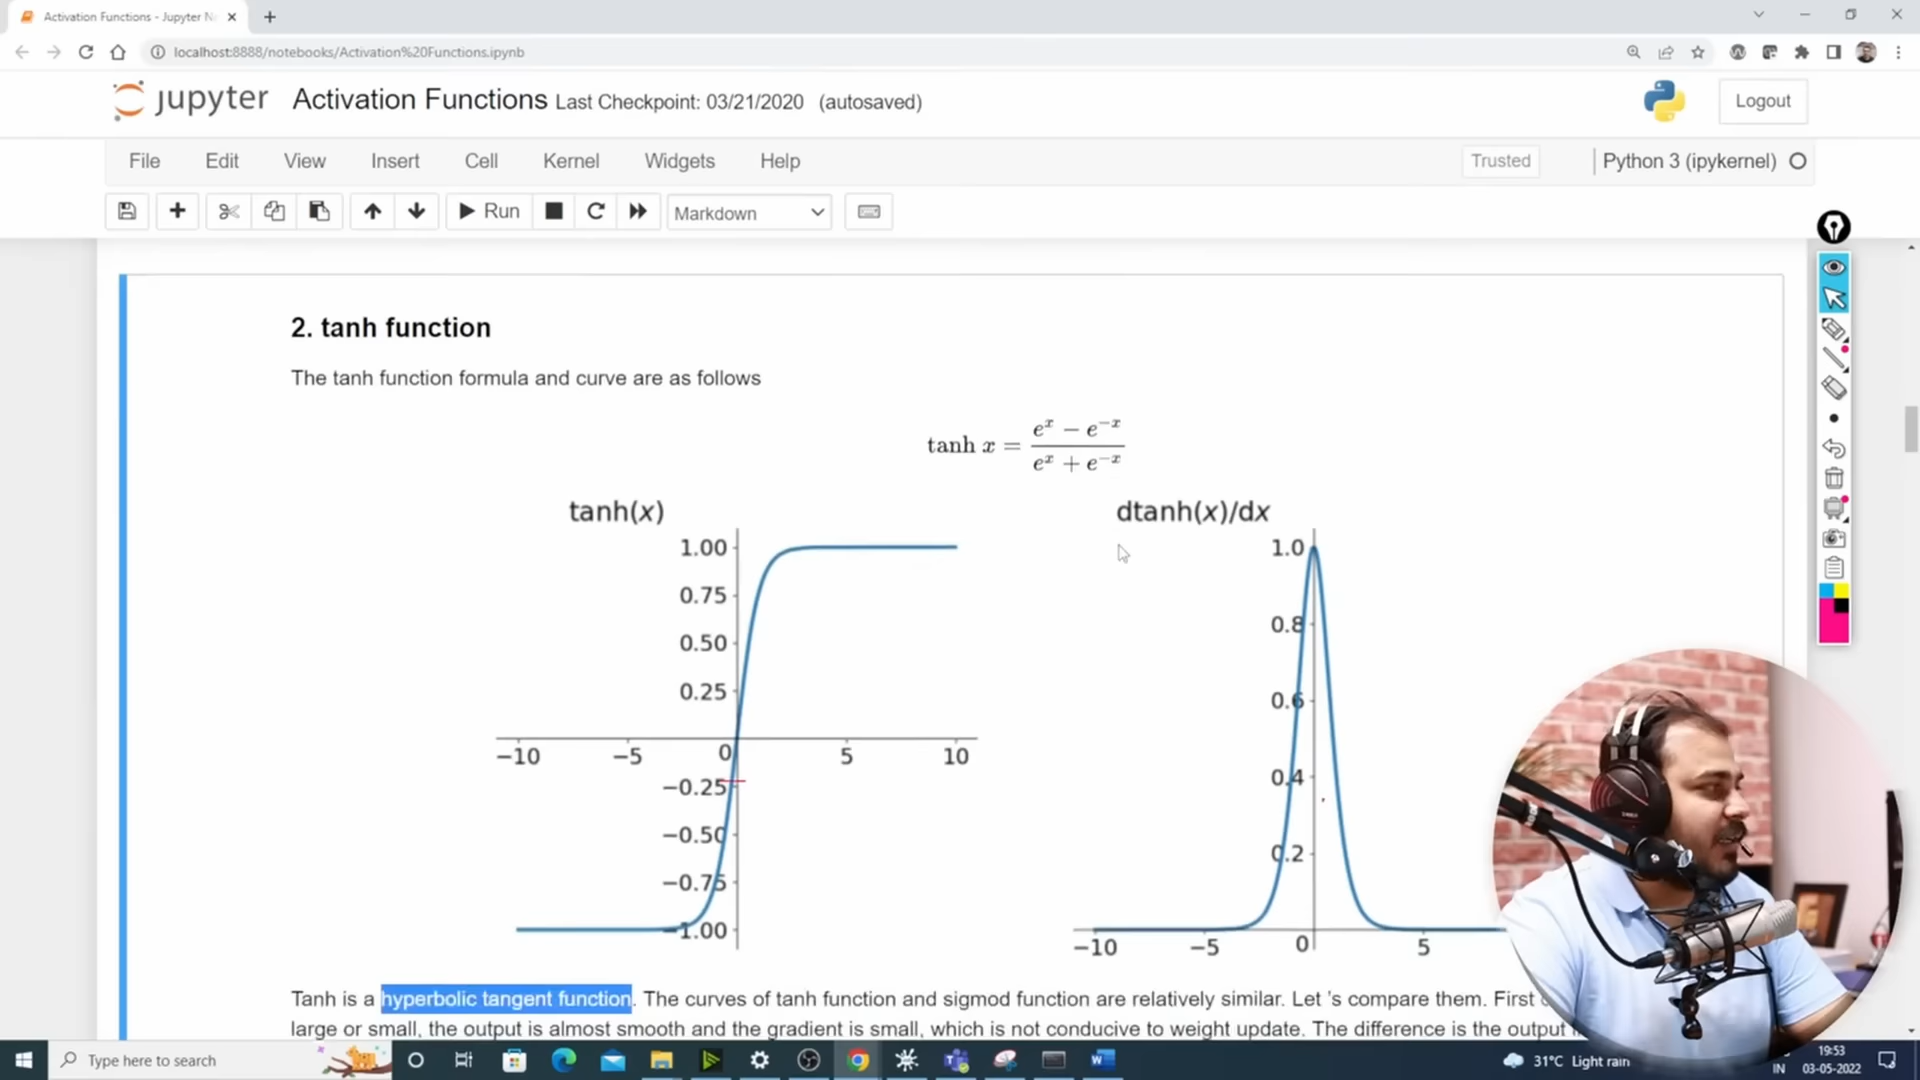 Activation Functions - Jupyter N
localhost:8888/notebooks/Activation%20Functions.ipynb
jupyter Activation Functions Last Checkpoint: 03/21/2020 (autosaved)
Logout
File Edit View Insert Cell Kernel Widgets Help
Trusted Python 3 (ipykernel)
Run Markdown
2. tanh function
The tanh function formula and curve are as follows
tanh x = (e^x − e^−x) / (e^x + e^−x)
tanh(x)
1.00
0.75
0.50
0.25
−10 −5 0 5 10
−0.25
−0.50
−0.75
−1.00
dtanh(x)/dx
1.0
0.8
0.6
0.4
0.2
−10 −5 0 5
Tanh is a hyperbolic tangent function. The curves of tanh function and sigmod function are relatively similar. Let 's compare them. First
large or small, the output is almost smooth and the gradient is small, which is not conducive to weight update. The difference is the output
Type here to search
31°C Light rain
IN
19:53
03-05-2022